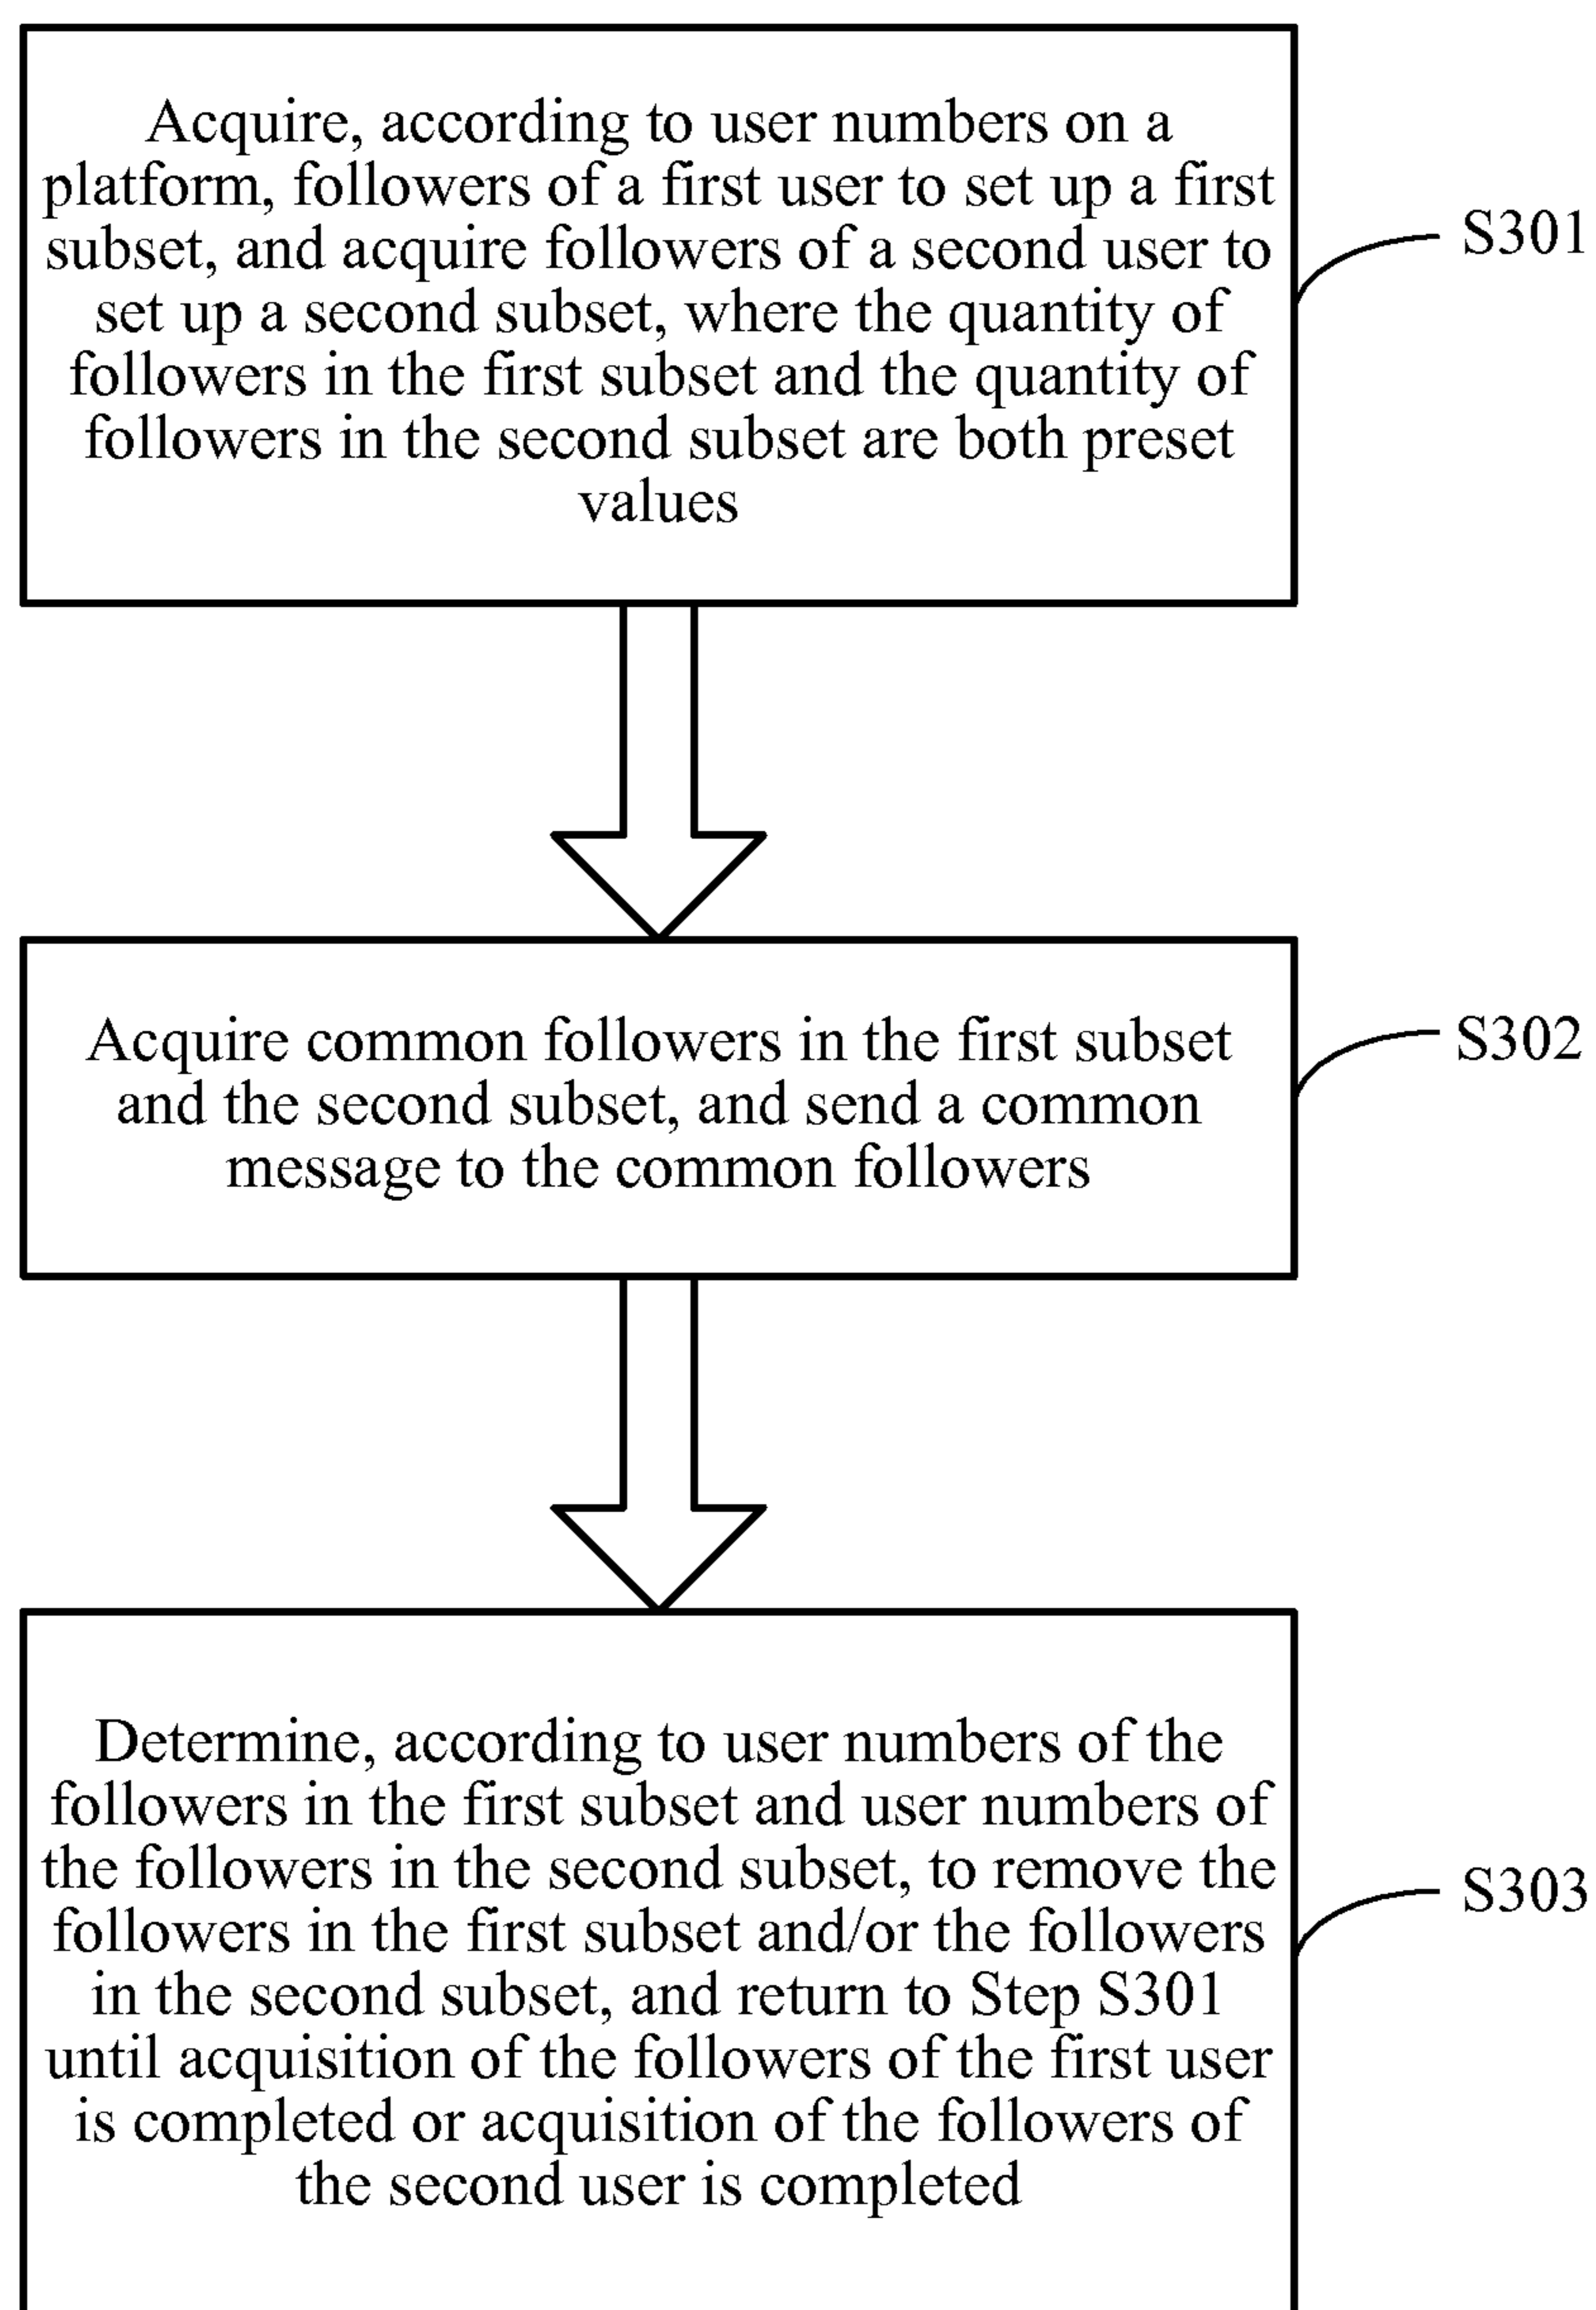 Acquire, according to user numbers on a
platform, followers of a first user to set up a first
subset, and acquire followers of a second user to
set up a second subset, where the quantity of
followers in the first subset and the quantity of
followers in the second subset are both preset
values
S301
Acquire common followers in the first subset
and the second subset, and send a common
message to the common followers
S302
Determine, according to user numbers of the
followers in the first subset and user numbers of
the followers in the second subset, to remove the
followers in the first subset and/or the followers
in the second subset, and return to Step S301
until acquisition of the followers of the first user
is completed or acquisition of the followers of
the second user is completed
S303